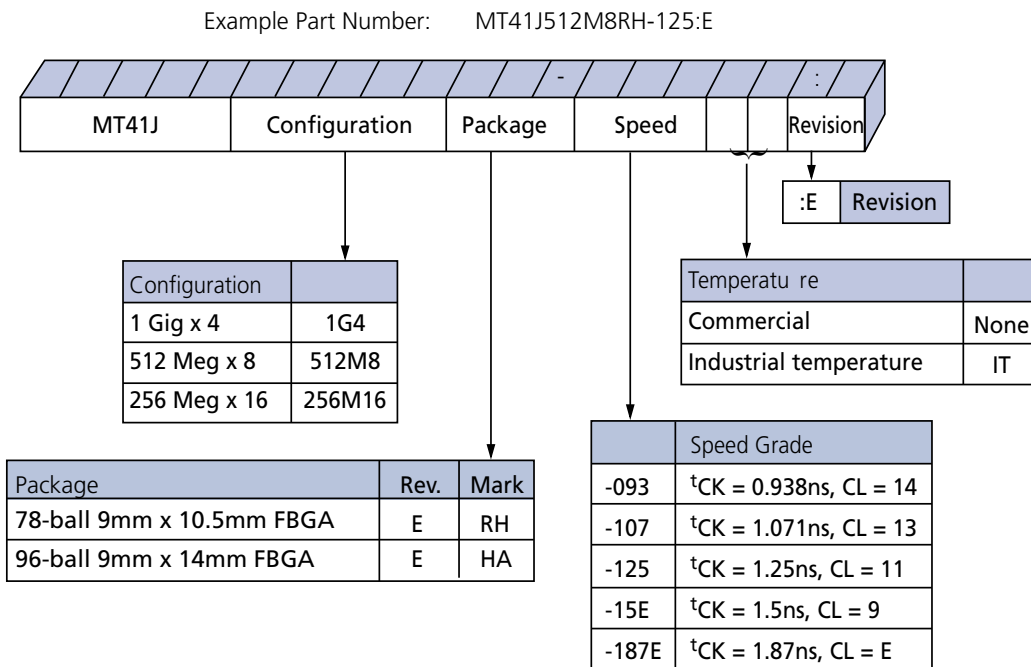 Example Part Number: MT41J512M8RH-125:E
- :
MT41J Configuration Package Speed Revision
:E Revision
Configuration
1 Gig x 4 1G4
512 Meg x 8 512M8
256 Meg x 16 256M16
Temperatu re
Commercial None
Industrial temperature IT
Package Rev. Mark
78-ball 9mm x 10.5mm FBGA E RH
96-ball 9mm x 14mm FBGA E HA
Speed Grade
-093 tCK = 0.938ns, CL = 14
-107 tCK = 1.071ns, CL = 13
-125 tCK = 1.25ns, CL = 11
-15E tCK = 1.5ns, CL = 9
-187E tCK = 1.87ns, CL = E